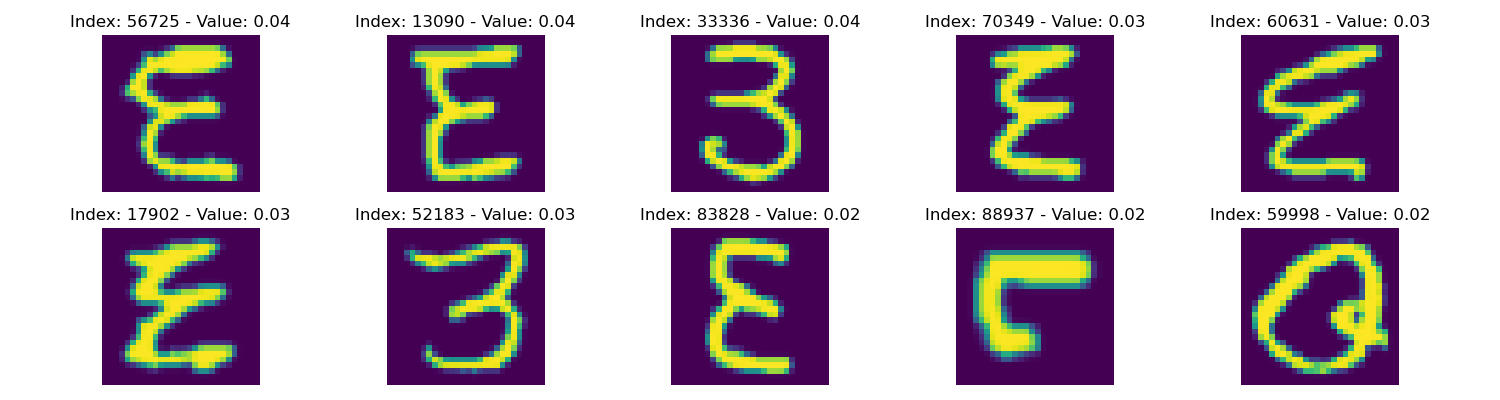 Index: 56725 - Value: 0.04 Index: 13090 - Value: 0.04 Index: 33336 - Value: 0.04 Index: 70349 - Value: 0.03 Index: 60631 - Value: 0.03
E E 3 E E
Index: 17902 - Value: 0.03 Index: 52183 - Value: 0.03 Index: 83828 - Value: 0.02 Index: 88937 - Value: 0.02 Index: 59998 - Value: 0.02
E 3 E Q